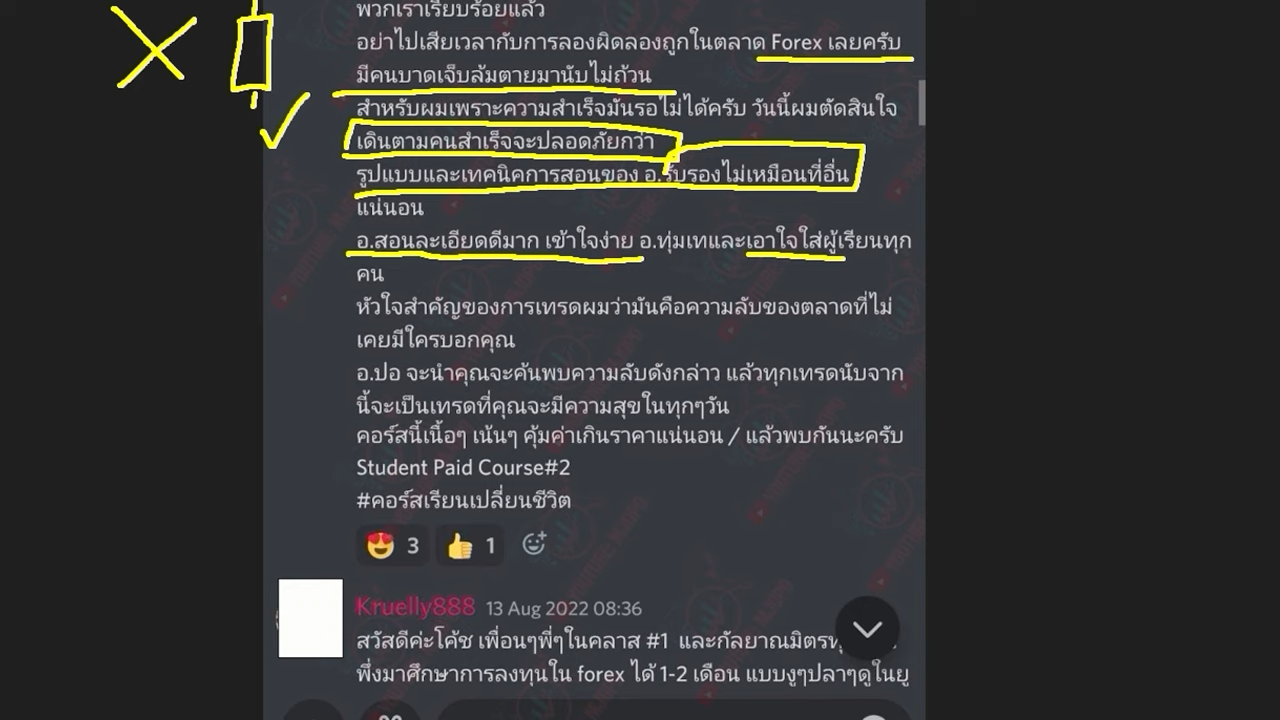 พวกเราเรียบร้อยแล้ว
อย่าไปเสียเวลากับการลองผิดลองถูกในตลาด Forex เลยครับ
มีคนบาดเจ็บล้มตายมานับไม่ถ้วน
สำหรับผมเพราะความสำเร็จมันรอไม่ได้ครับ วันนี้ผมตัดสินใจ
เดินตามคนสำเร็จจะปลอดภัยกว่า
รูปแบบและเทคนิคการสอนของ อ.รับรองไม่เหมือนที่อื่น
แน่นอน
อ.สอนละเอียดดีมาก เข้าใจง่าย อ.ทุ่มเทและเอาใจใส่ผู้เรียนทุก
คน
หัวใจสำคัญของการเทรดผมว่ามันคือความลับของตลาดที่ไม่
เคยมีใครบอกคุณ
อ.ปอ จะนำคุณจะค้นพบความลับดังกล่าว แล้วทุกเทรดนับจาก
นี้จะเป็นเทรดที่คุณจะมีความสุขในทุกๆวัน
คอร์สนี้เนื้อๆ เน้นๆ คุ้มค่าเกินราคาแน่นอน / แล้วพบกันนะครับ
Student Paid Course#2
#คอร์สเรียนเปลี่ยนชีวิต
3 1
Kruelly888 13 Aug 2022 08:36
สวัสดีค่ะโค้ช เพื่อนๆพี่ๆในคลาส #1 และกัลยาณมิตร
พึ่งมาศึกษาการลงทุนใน forex ได้ 1-2 เดือน แบบงูๆปลาๆดูในยู